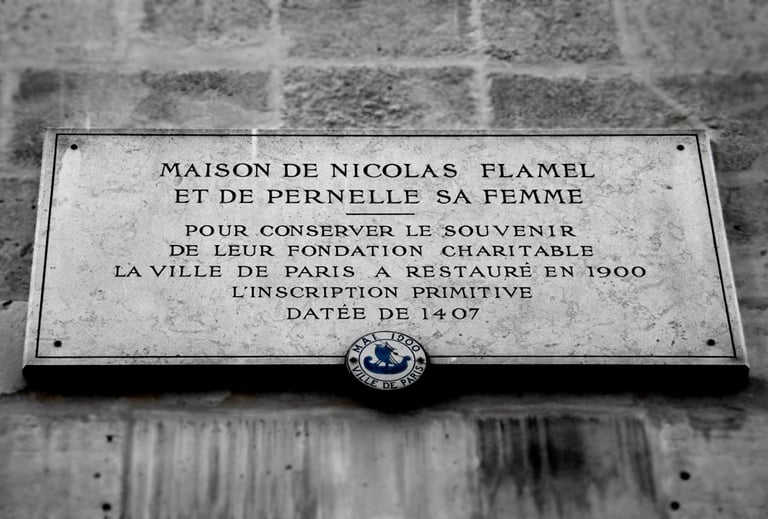 MAISON DE NICOLAS FLAMEL
ET DE PERNELLE SA FEMME
POUR CONSERVER LE SOUVENIR
DE LEUR FONDATION CHARITABLE
LA VILLE DE PARIS A RESTAURÉ EN 1900
L'INSCRIPTION PRIMITIVE
DATÉE DE 1407
MAI 1900
VILLE DE PARIS